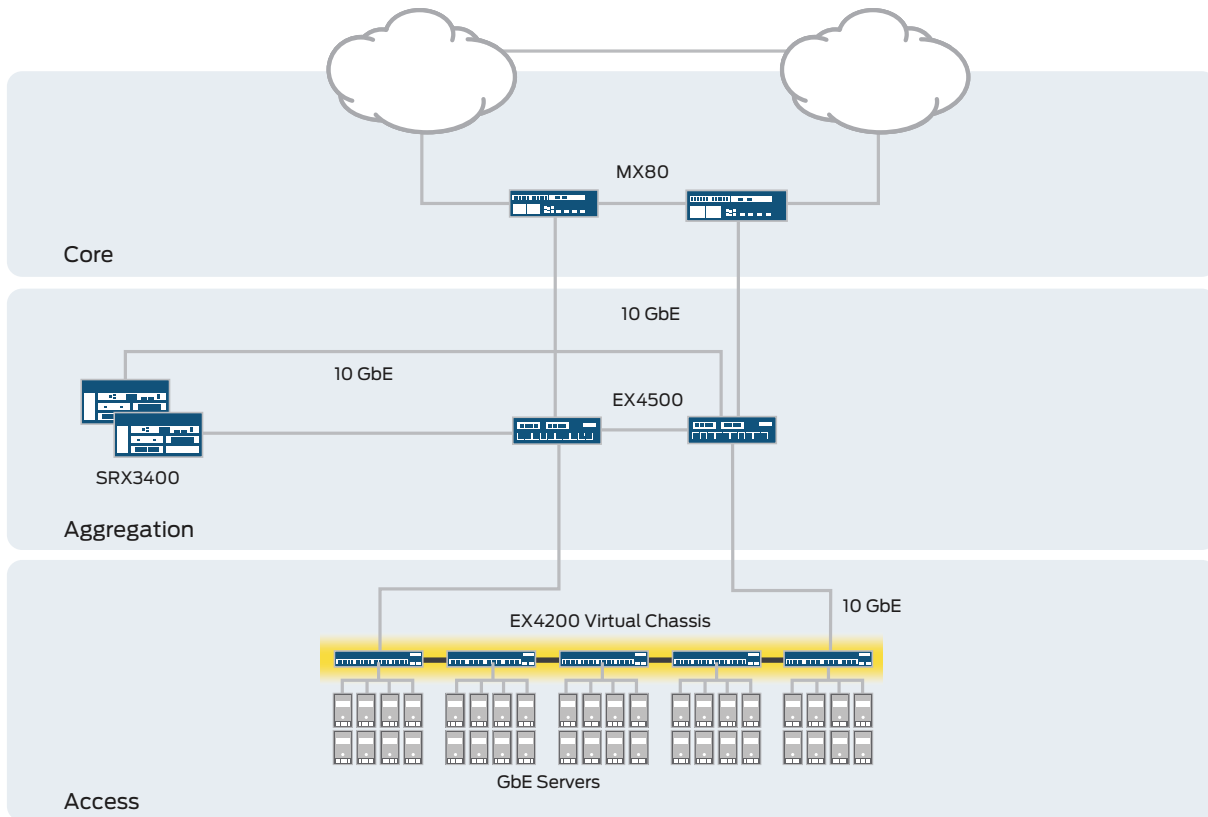 MX80
Core
10 GbE
10 GbE
EX4500
SRX3400
Aggregation
10 GbE
EX4200 Virtual Chassis
GbE Servers
Access